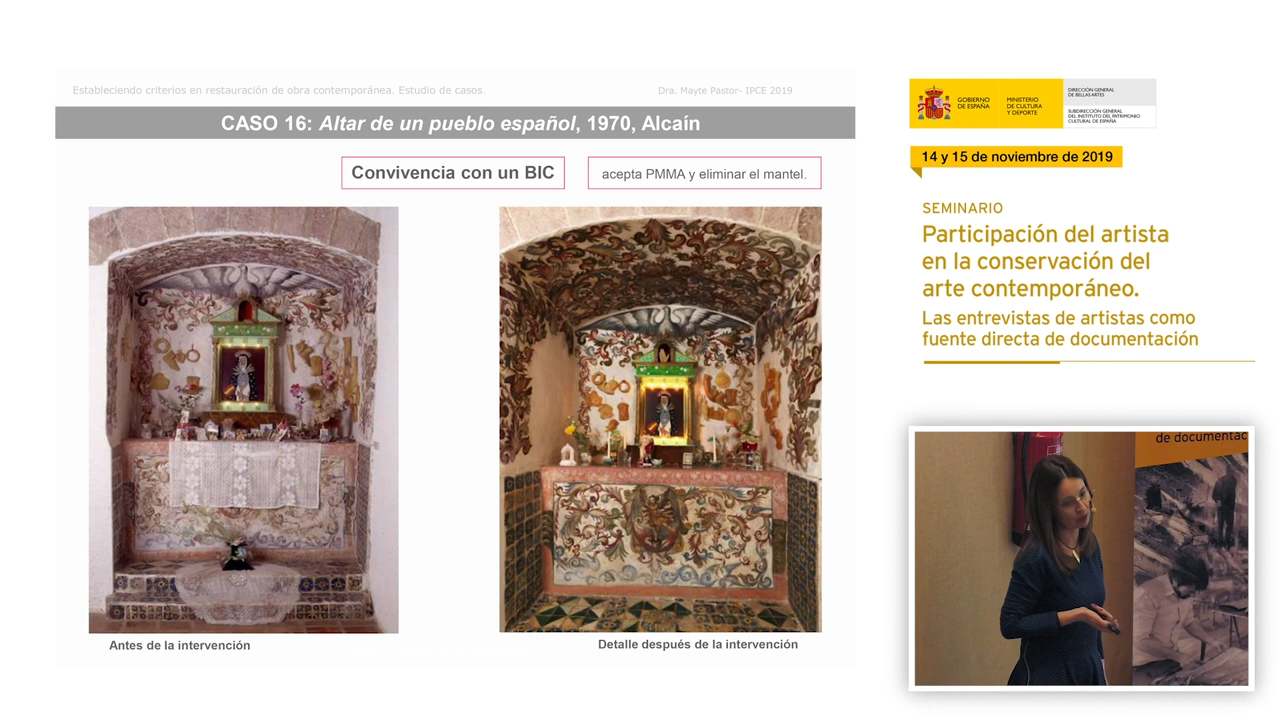 Estableciendo criterios en restauración de obra contemporánea. Estudio de casos.
Dra. Mayte Pastor- IPCE 2019
CASO 16: Altar de un pueblo español, 1970, Alcaín
Convivencia con un BIC
acepta PMMA y eliminar el mantel.
Antes de la intervención
Detalle después de la intervención
GOBIERNO
DE ESPAÑA
MINISTERIO
DE CULTURA
Y DEPORTE
DIRECCIÓN GENERAL
DE BELLAS ARTES
SUBDIRECCIÓN GENERAL
DEL INSTITUTO DEL PATRIMONIO
CULTURAL DE ESPAÑA
14 y 15 de noviembre de 2019
SEMINARIO
Participación del artista
en la conservación del
arte contemporáneo.
Las entrevistas de artistas como
fuente directa de documentación
de documentac